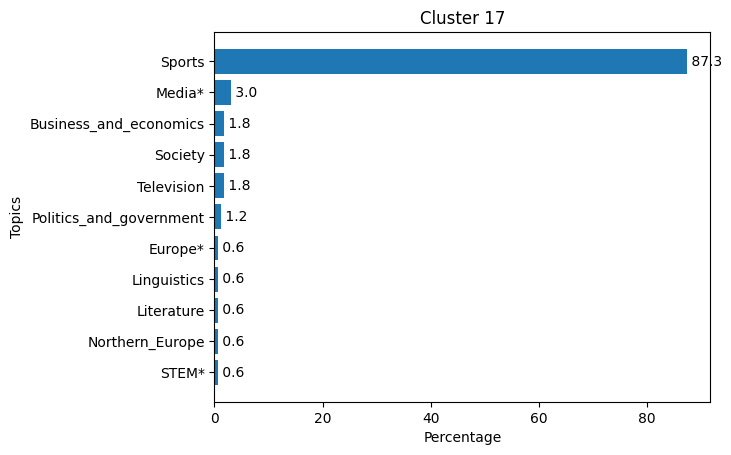 Cluster 17
Topics
Sports 87.3
Media* 3.0
Business_and_economics 1.8
Society 1.8
Television 1.8
Politics_and_government 1.2
Europe* 0.6
Linguistics 0.6
Literature 0.6
Northern_Europe 0.6
STEM* 0.6
0 20 40 60 80
Percentage